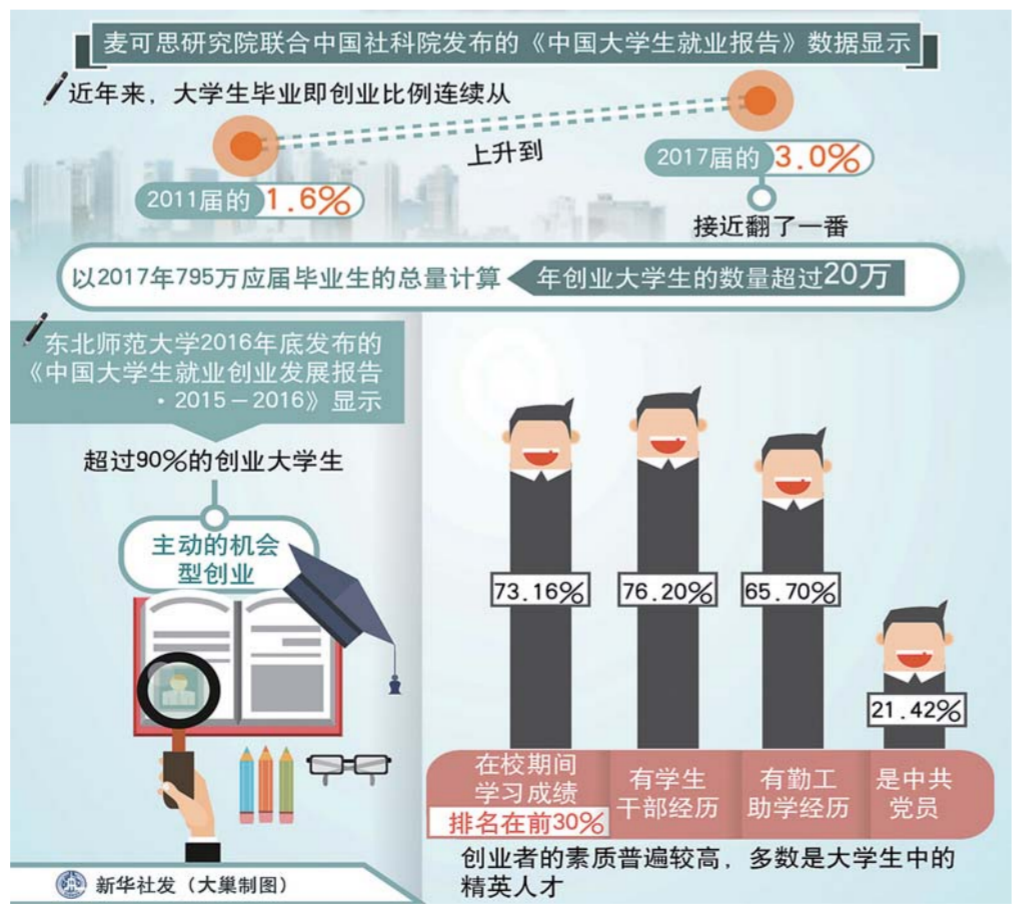 麦可思研究院联合中国社科院发布的《中国大学生就业报告》数据显示
近年来，大学生毕业即创业比例连续从
上升到
2011届的 1.6%
2017届的 3.0%
接近翻了一番
以2017年795万应届毕业生的总量计算
年创业大学生的数量超过20万
东北师范大学2016年底发布的
《中国大学生就业创业发展报告
·2015－2016》显示
超过90%的创业大学生
主动的机会
型创业
73.16%
76.20%
65.70%
21.42%
在校期间
学习成绩
排名在前30%
有学生
干部经历
有勤工
助学经历
是中共
党员
创业者的素质普遍较高，多数是大学生中的
精英人才
新华社发（大巢制图）